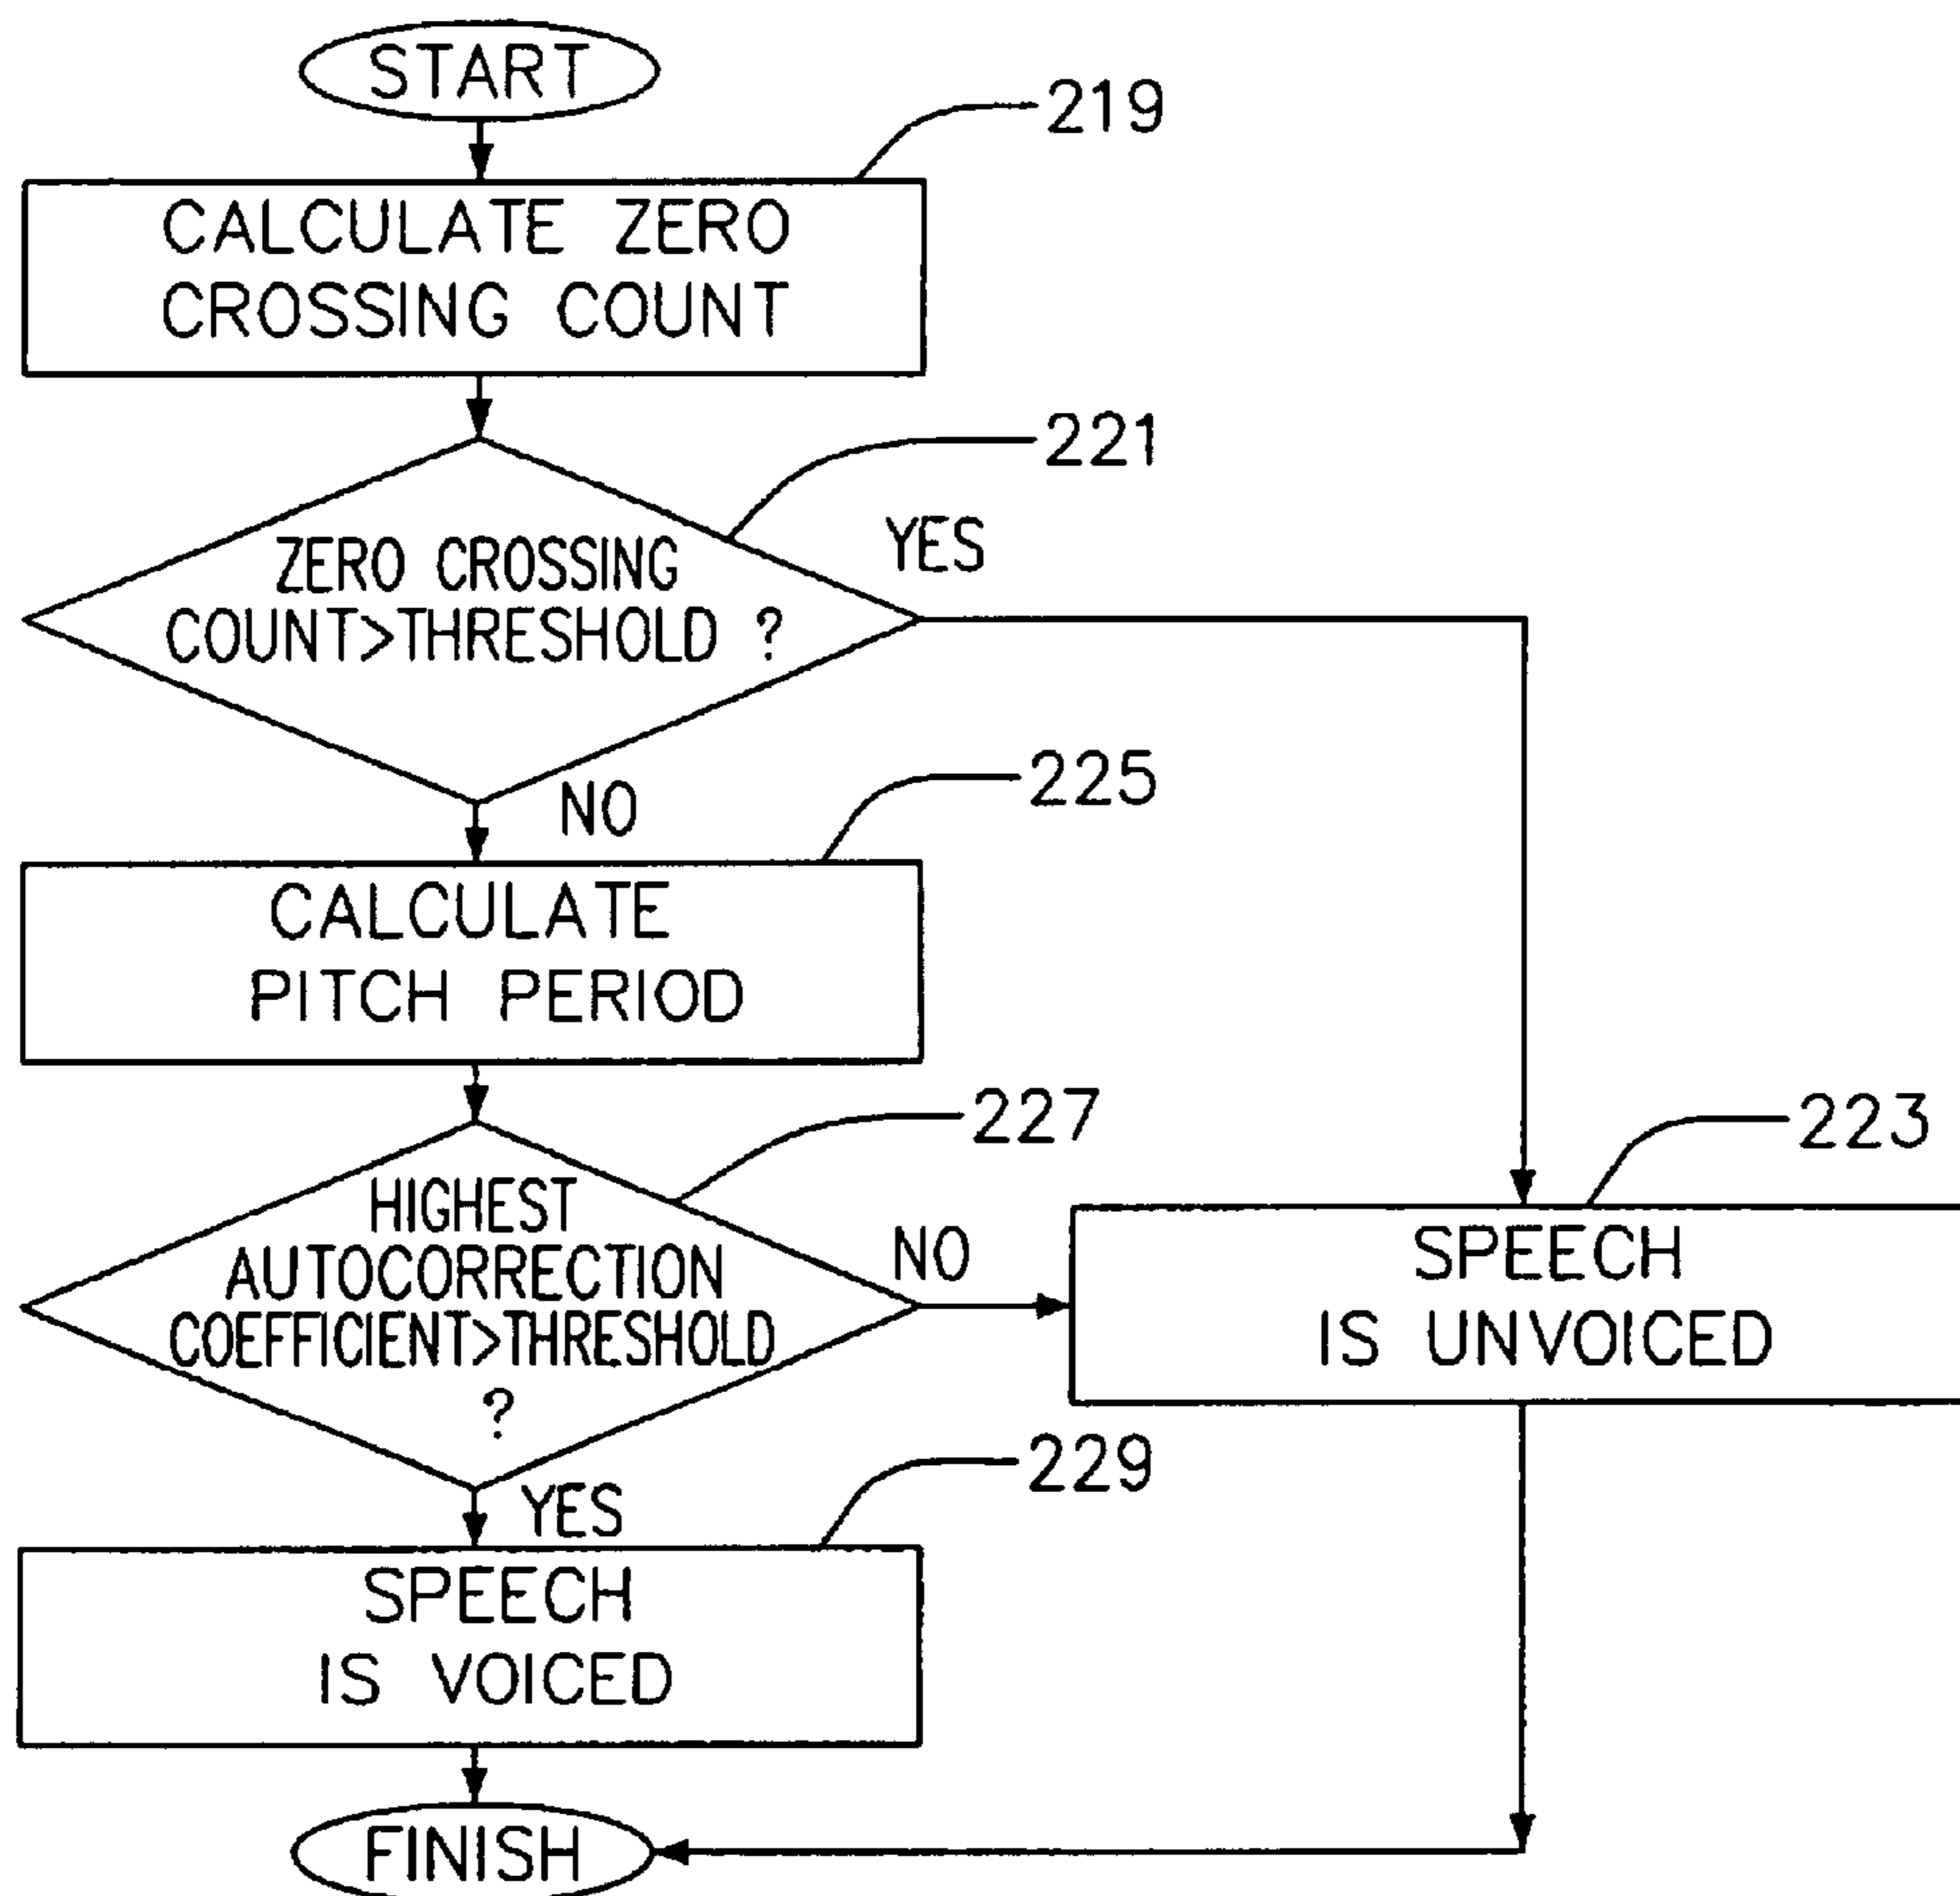 START
219
CALCULATE ZERO
CROSSING COUNT
221
YES
ZERO CROSSING
COUNT>THRESHOLD ?
NO
225
CALCULATE
PITCH PERIOD
227
HIGHEST
AUTOCORRECTION
COEFFICIENT>THRESHOLD
?
NO
223
SPEECH
IS UNVOICED
YES
229
SPEECH
IS VOICED
FINISH